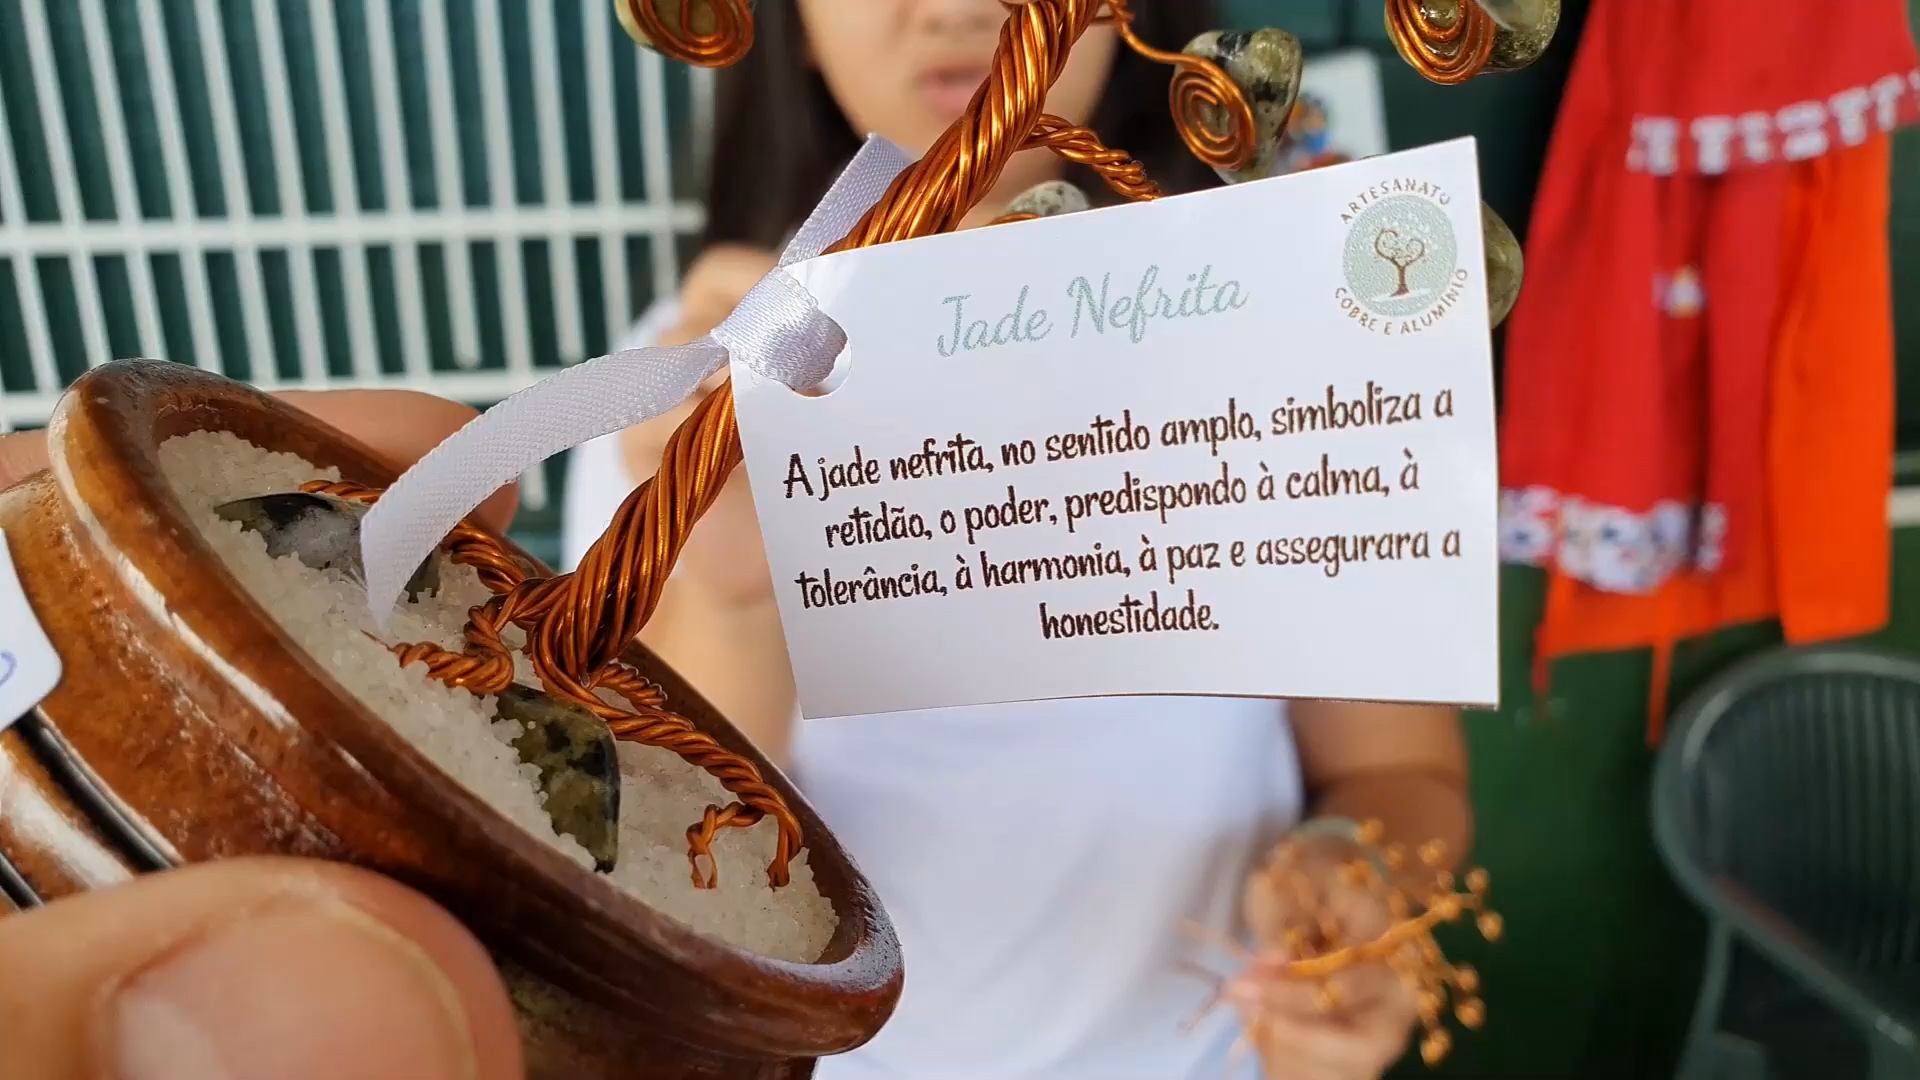 Jade Nefrita
ARTESANATO
COBRE E ALUMÍNIO
A jade nefrita, no sentido amplo, simboliza a
retidão, o poder, predispondo à calma, à
tolerância, à harmonia, à paz e assegurara a
honestidade.